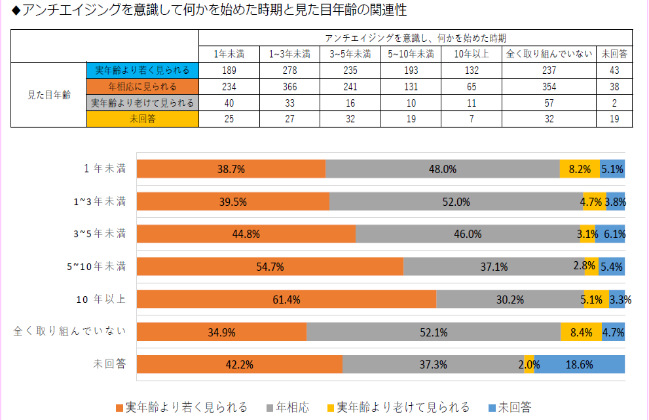 ◆アンチエイジングを意識して何かを始めた時期と見た目年齢の関連性
アンチエイジングを意識し、何かを始めた時期
1年未満 1~3年未満 3~5年未満 5~10年未満 10年以上 全く取り組んでいない 未回答
見た目年齢
実年齢より若く見られる 189 278 235 193 132 237 43
年相応に見られる 234 366 241 131 65 354 38
実年齢より老けて見られる 40 33 16 10 11 57 2
未回答 25 27 32 19 7 32 19
1年未満 38.7% 48.0% 8.2% 5.1%
1~3年未満 39.5% 52.0% 4.7% 3.8%
3~5年未満 44.8% 46.0% 3.1% 6.1%
5~10年未満 54.7% 37.1% 2.8% 5.4%
10年以上 61.4% 30.2% 5.1% 3.3%
全く取り組んでいない 34.9% 52.1% 8.4% 4.7%
未回答 42.2% 37.3% 2.0% 18.6%
■実年齢より若く見られる ■年相応 ■実年齢より老けて見られる ■未回答